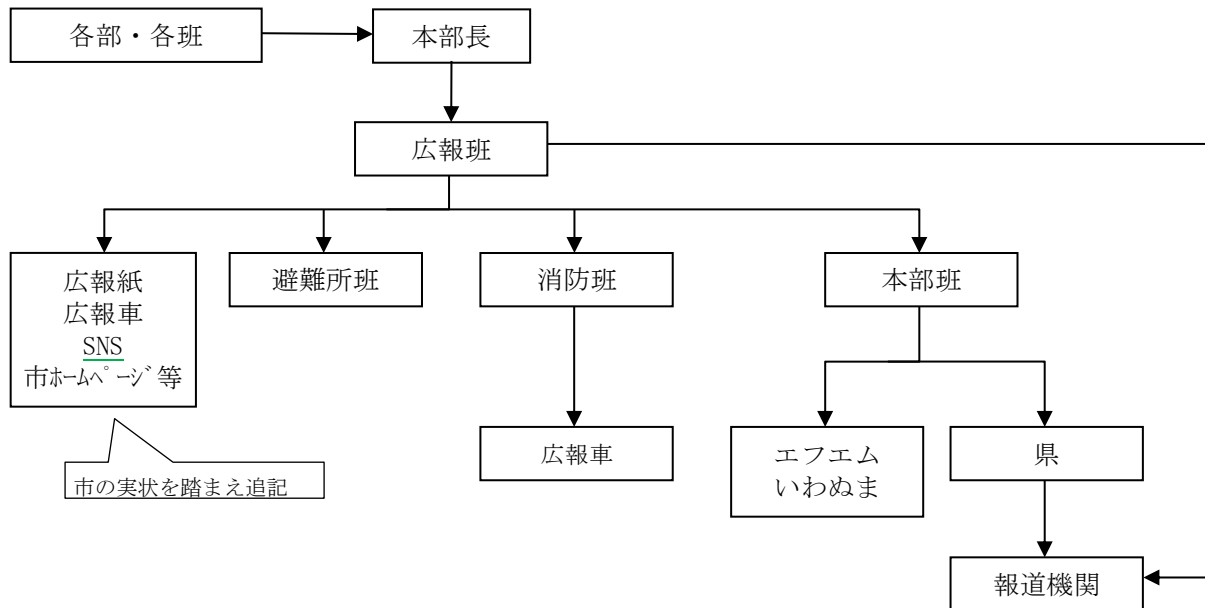 各部・各班
本部長
広報班
広報紙
広報車
SNS
市ホームページ等
避難所班
消防班
本部班
広報車
エフエム
いわぬま
県
市の実状を踏まえ追記
報道機関